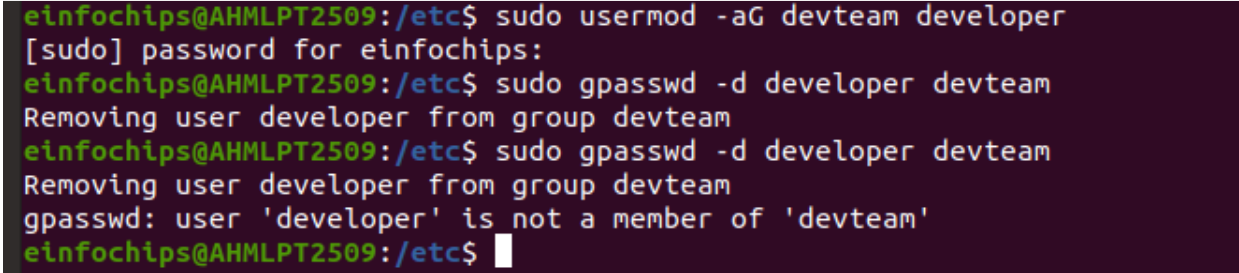 einfochips@AHMLPT2509:/etc$ sudo usermod -aG devteam developer
[sudo] password for einfochips:
einfochips@AHMLPT2509:/etc$ sudo gpasswd -d developer devteam
Removing user developer from group devteam
einfochips@AHMLPT2509:/etc$ sudo gpasswd -d developer devteam
Removing user developer from group devteam
gpasswd: user 'developer' is not a member of 'devteam'
einfochips@AHMLPT2509:/etc$